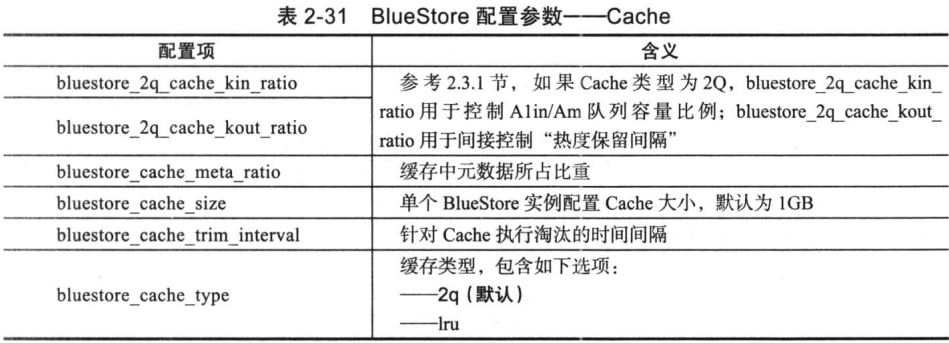 表 2-31 BlueStore 配置参数——Cache
配置项 含义
bluestore_2q_cache_kin_ratio
bluestore_2q_cache_kout_ratio
参考 2.3.1 节，如果 Cache 类型为 2Q，bluestore_2q_cache_kin_
ratio 用于控制 A1in/Am 队列容量比例；bluestore_2q_cache_kout_
ratio 用于间接控制“热度保留间隔”
bluestore_cache_meta_ratio 缓存中元数据所占比重
bluestore_cache_size 单个 BlueStore 实例配置 Cache 大小，默认为 1GB
bluestore_cache_trim_interval 针对 Cache 执行淘汰的时间间隔
bluestore_cache_type
缓存类型，包含如下选项：
——2q（默认）
——lru